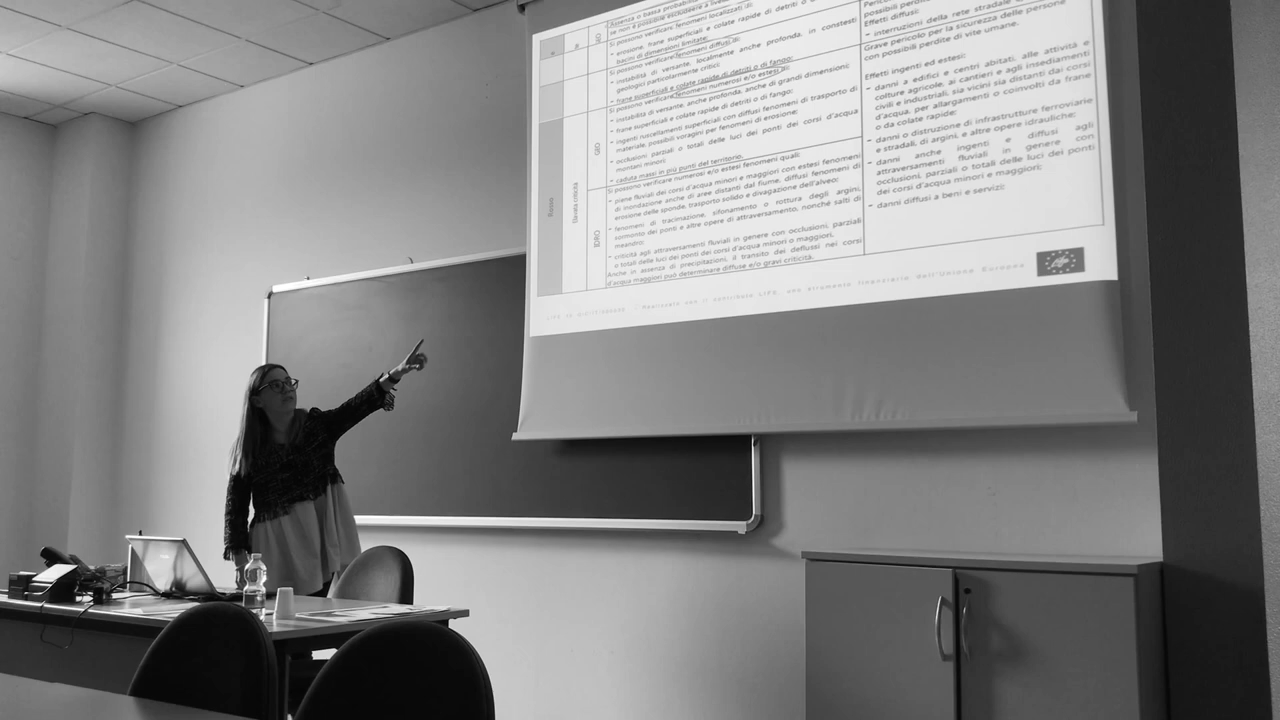 Assenza o bassa probabilità
se non è possibile escludere a livello
Si possono verificare fenomeni localizzati di:
- erosione, frane superficiali e colate rapide di detriti o
bacini di dimensioni limitate;
Si possono verificare fenomeni diffusi di:
- instabilità di versante, localmente anche profonda, in contesti
geologici particolarmente critici;
- frane superficiali e colate rapide di detriti o di fango;
Rosso
Elevata criticità
GEO
Si possono verificare fenomeni numerosi e/o estesi di:
- instabilità di versante, anche profonda, anche di grandi dimensioni;
- frane superficiali e colate rapide di detriti o di fango;
- ingenti ruscellamenti superficiali con diffusi fenomeni di trasporto di
materiale, possibili voragini per fenomeni di erosione;
- occlusioni parziali o totali delle luci dei ponti dei corsi d'acqua
montani minori;
- caduta massi in più punti del territorio.
IDRO
Si possono verificare numerosi e/o estesi fenomeni quali:
- piene fluviali dei corsi d'acqua minori e maggiori con estesi fenomeni
di inondazione anche di aree distanti dal fiume, diffusi fenomeni di
erosione delle sponde, trasporto solido e divagazione dell'alveo;
- fenomeni di tracimazione, sifonamento o rottura degli argini,
sormonto dei ponti e altre opere di attraversamento, nonché salti di
meandro;
- criticità agli attraversamenti fluviali in genere con occlusioni, parziali
o totali delle luci dei ponti dei corsi d'acqua minori o maggiori.
Anche in assenza di precipitazioni, il transito dei deflussi nei corsi
d'acqua maggiori può determinare diffuse e/o gravi criticità.
possibili perdite
Effetti diffusi:
- interruzioni della rete stradale
Grave pericolo per la sicurezza delle persone
con possibili perdite di vite umane.
Effetti ingenti ed estesi:
- danni a edifici e centri abitati, alle attività e
colture agricole, ai cantieri e agli insediamenti
civili e industriali, sia vicini sia distanti dai corsi
d'acqua, per allargamento o coinvolti da frane
o da colate rapide;
- danni o distruzione di infrastrutture ferroviarie
e stradali, di argini, e altre opere idrauliche;
- danni anche ingenti e diffusi agli
attraversamenti fluviali in genere con
occlusioni, parziali o totali delle luci dei ponti
dei corsi d'acqua minori e maggiori;
- danni diffusi a beni e servizi;
Realizzato con il contributo LIFE, uno strumento finanziario dell'Unione Europea